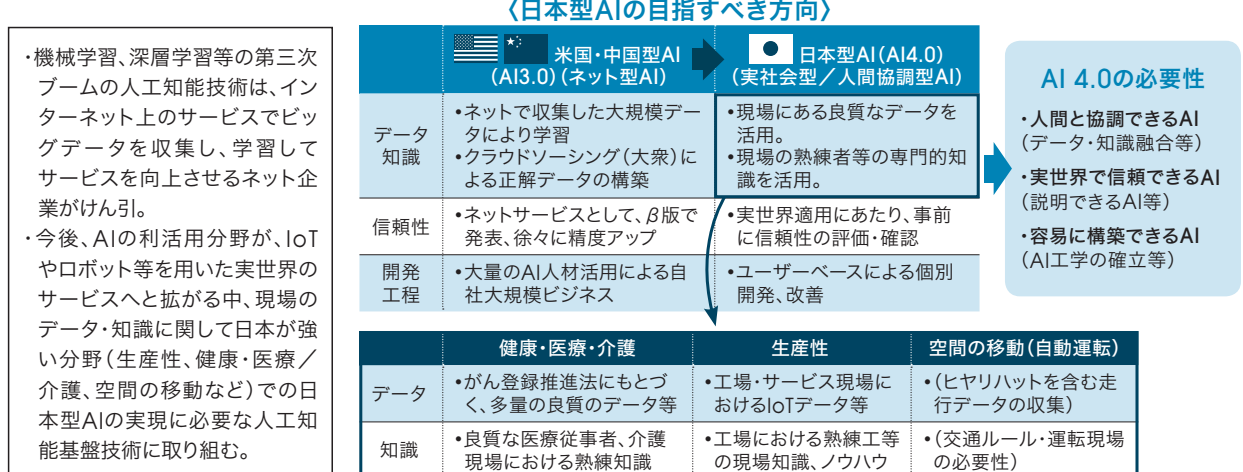 〈日本型AIの目指すべき方向〉
・機械学習、深層学習等の第三次
ブームの人工知能技術は、イン
ターネット上のサービスでビッ
グデータを収集し、学習して
サービスを向上させるネット企
業がけん引。
・今後、AIの利活用分野が、IoT
やロボット等を用いた実世界の
サービスへと拡がる中、現場の
データ・知識に関して日本が強
い分野(生産性、健康・医療/
介護、空間の移動など)での日
本型AIの実現に必要な人工知
能基盤技術に取り組む。
米国・中国型AI
(AI3.0)(ネット型AI)
日本型AI(AI4.0)
(実社会型/人間協調型AI)
データ
知識
•ネットで収集した大規模デー
タにより学習
•クラウドソーシング(大衆)に
よる正解データの構築
•現場にある良質なデータを
活用。
•現場の熟練者等の専門的知
識を活用。
信頼性
•ネットサービスとして、β版で
発表、徐々に精度アップ
•実世界適用にあたり、事前
に信頼性の評価・確認
開発
工程
•大量のAI人材活用による自
社大規模ビジネス
•ユーザーベースによる個別
開発、改善
AI 4.0の必要性
・人間と協調できるAI
(データ・知識融合等)
・実世界で信頼できるAI
(説明できるAI等)
・容易に構築できるAI
(AI工学の確立等)
健康・医療・介護
生産性
空間の移動(自動運転)
データ
•がん登録推進法にもとづ
く、多量の良質のデータ等
•工場・サービス現場に
おけるIoTデータ等
•(ヒヤリハットを含む走
行データの収集)
知識
•良質な医療従事者、介護
現場における熟練知識
•工場における熟練工等
の現場知識、ノウハウ
•(交通ルール・運転現場
の必要性)